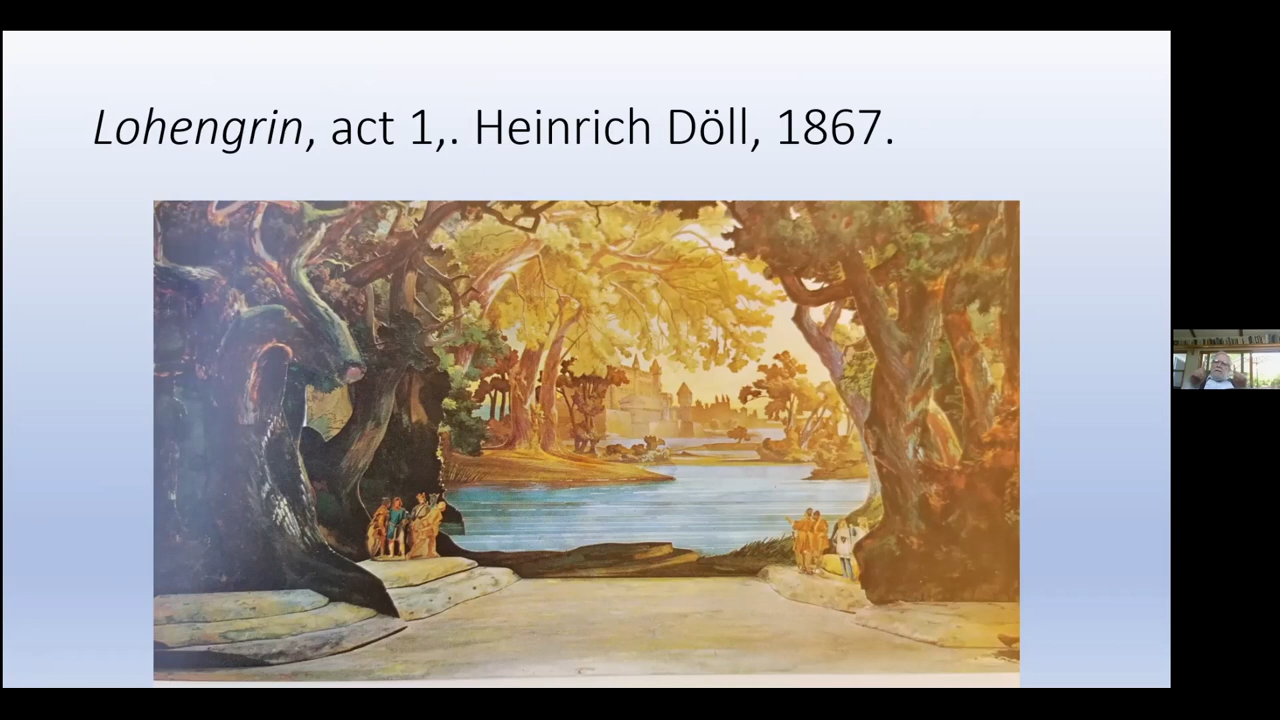 Lohengrin, act 1,. Heinrich Döll, 1867.